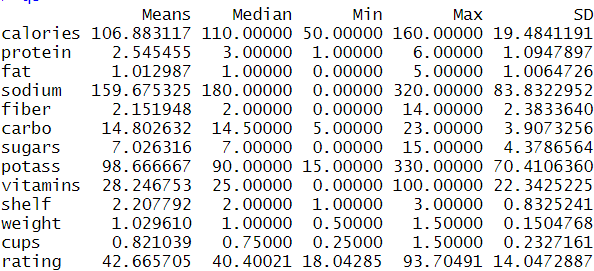 Means Median Min Max SD
calories 106.883117 110.00000 50.00000 160.00000 19.4841191
protein 2.545455 3.00000 1.00000 6.00000 1.0947897
fat 1.012987 1.00000 0.00000 5.00000 1.0064726
sodium 159.675325 180.00000 0.00000 320.00000 83.8322952
fiber 2.151948 2.00000 0.00000 14.00000 2.3833640
carbo 14.802632 14.50000 5.00000 23.00000 3.9073256
sugars 7.026316 7.00000 0.00000 15.00000 4.3786564
potass 98.666667 90.00000 15.00000 330.00000 70.4106360
vitamins 28.246753 25.00000 0.00000 100.00000 22.3425225
shelf 2.207792 2.00000 1.00000 3.00000 0.8325241
weight 1.029610 1.00000 0.50000 1.50000 0.1504768
cups 0.821039 0.75000 0.25000 1.50000 0.2327161
rating 42.665705 40.40021 18.04285 93.70491 14.0472887